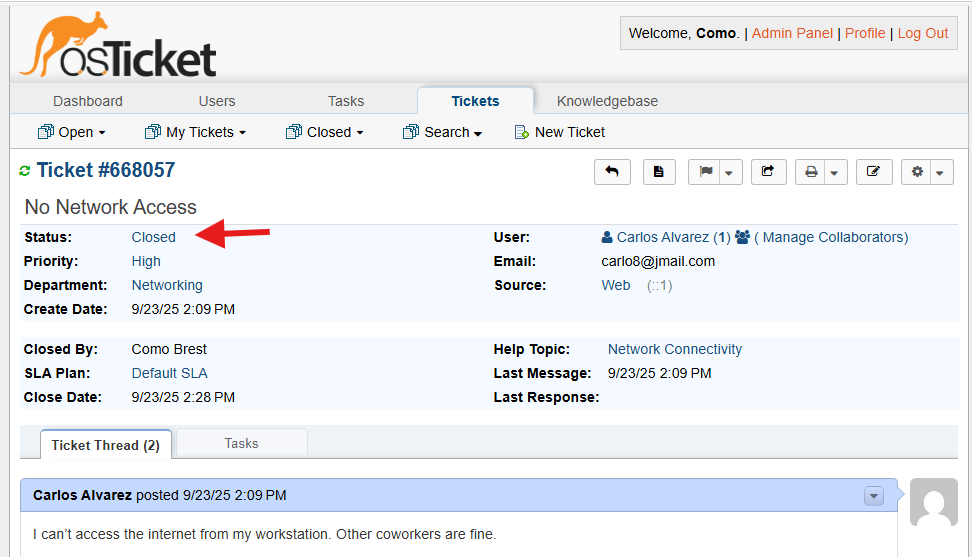 osTicket
Welcome, Como. | Admin Panel | Profile | Log Out
Dashboard Users Tasks Tickets Knowledgebase
Open My Tickets Closed Search New Ticket
Ticket #668057
No Network Access
Status: Closed User: Carlos Alvarez (1) ( Manage Collaborators)
Priority: High Email: carlo8@jmail.com
Department: Networking Source: Web (::1)
Create Date: 9/23/25 2:09 PM
Closed By: Como Brest Help Topic: Network Connectivity
SLA Plan: Default SLA Last Message: 9/23/25 2:09 PM
Close Date: 9/23/25 2:28 PM Last Response:
Ticket Thread (2) Tasks
Carlos Alvarez posted 9/23/25 2:09 PM
I can't access the internet from my workstation. Other coworkers are fine.